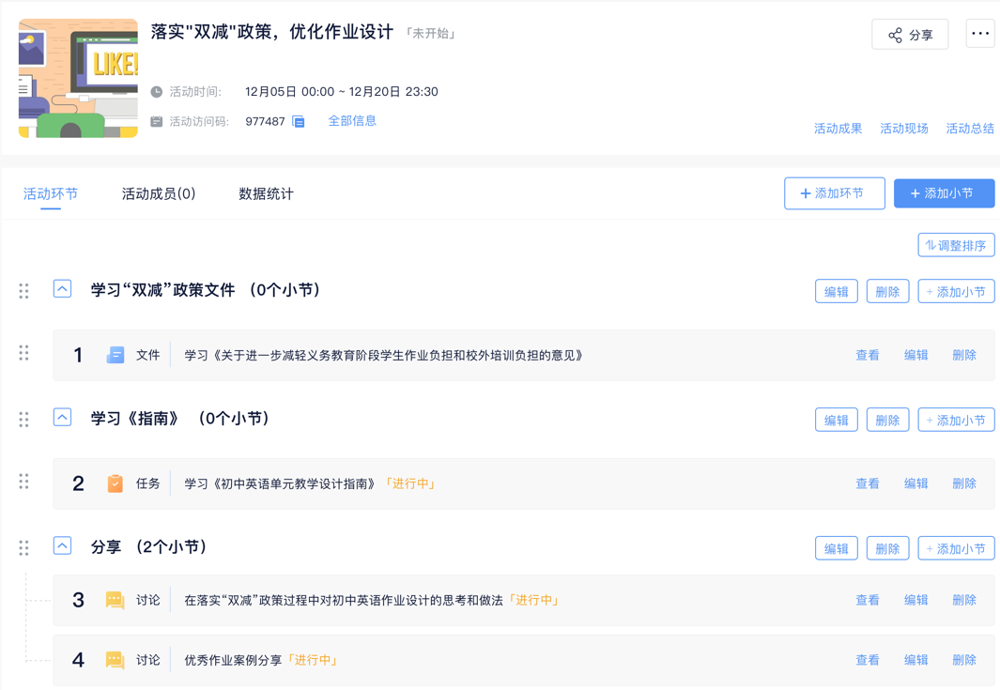 LIKE!
落实"双减"政策，优化作业设计 「未开始」
分享
活动时间: 12月05日 00:00 ~ 12月20日 23:30
活动访问码: 977487 全部信息
活动成果 活动现场 活动总结
活动环节 活动成员(0) 数据统计 + 添加环节 + 添加小节
调整排序
学习“双减”政策文件 （0个小节） 编辑 删除 + 添加小节
1 文件 学习《关于进一步减轻义务教育阶段学生作业负担和校外培训负担的意见》 查看 编辑 删除
学习《指南》 （0个小节） 编辑 删除 + 添加小节
2 任务 学习《初中英语单元教学设计指南》「进行中」 查看 编辑 删除
分享 （2个小节） 编辑 删除 + 添加小节
3 讨论 在落实“双减”政策过程中对初中英语作业设计的思考和做法「进行中」 查看 编辑 删除
4 讨论 优秀作业案例分享「进行中」 查看 编辑 删除